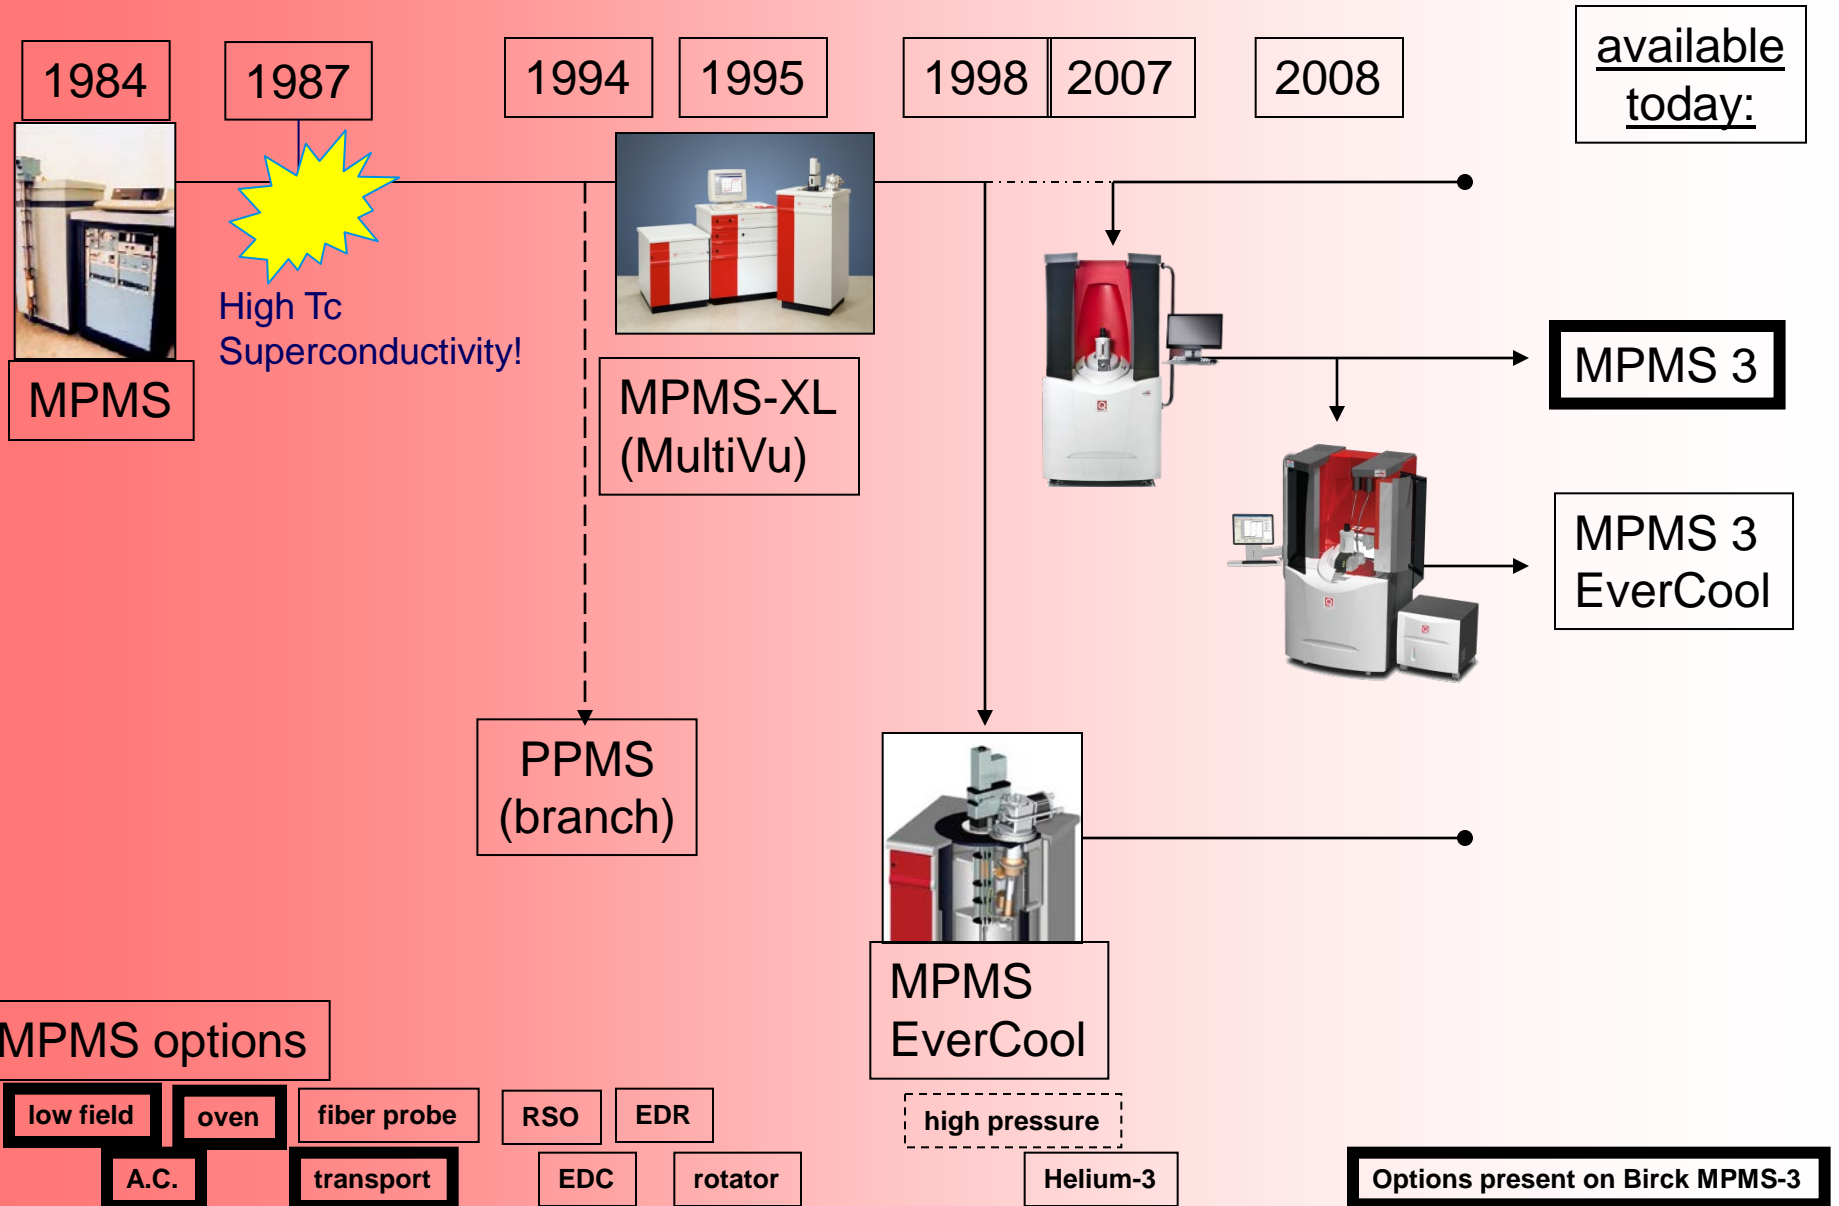 1984
1987
1994
1995
1998
2007
2008
available
today:
High Tc
Superconductivity!
MPMS
MPMS-XL
(MultiVu)
MPMS 3
MPMS 3
EverCool
PPMS
(branch)
MPMS
EverCool
MPMS options
low field
oven
fiber probe
RSO
EDR
high pressure
A.C.
transport
EDC
rotator
Helium-3
Options present on Birck MPMS-3